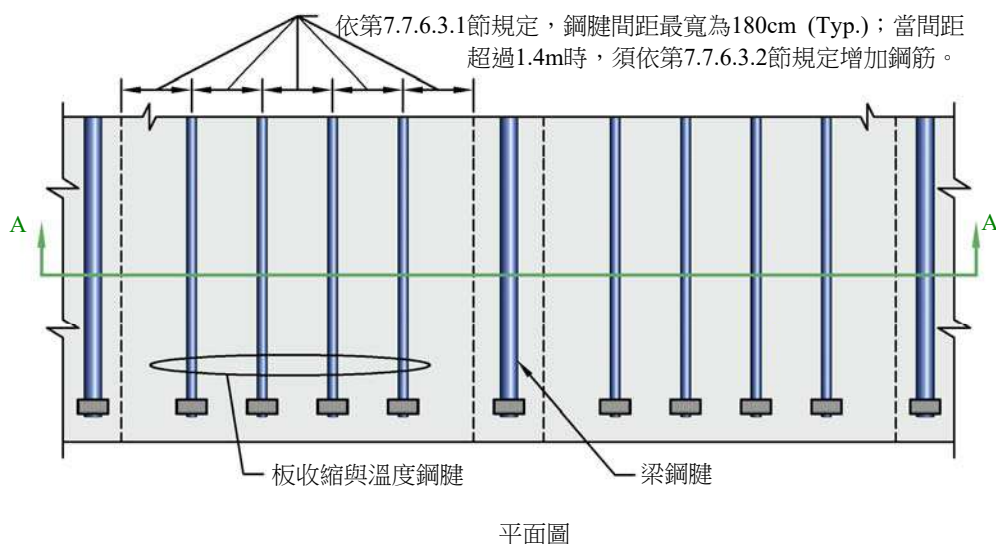 依第7.7.6.3.1節規定，鋼腱間距最寬為180cm (Typ.)；當間距
超過1.4m時，須依第7.7.6.3.2節規定增加鋼筋。
A
A
板收縮與溫度鋼腱
梁鋼腱
平面圖